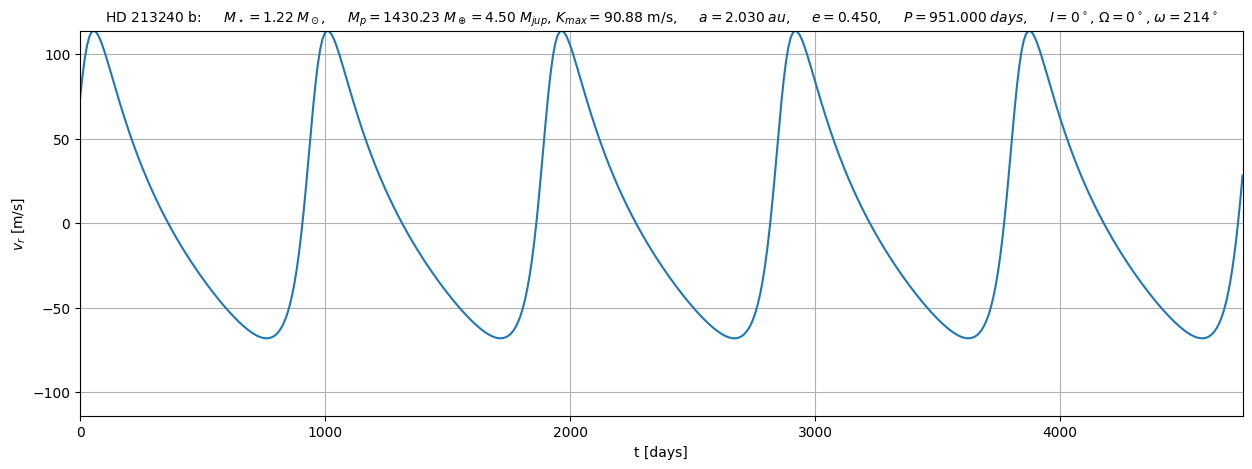 HD 213240 b: M⋆ = 1.22 M⊙, Mp = 1430.23 M⊕ = 4.50 Mjup, Kmax = 90.88 m/s, a = 2.030 au, e = 0.450, P = 951.000 days, I = 0°, Ω = 0°, ω = 214°
100
50
0
−50
−100
vr [m/s]
0 1000 2000 3000 4000
t [days]